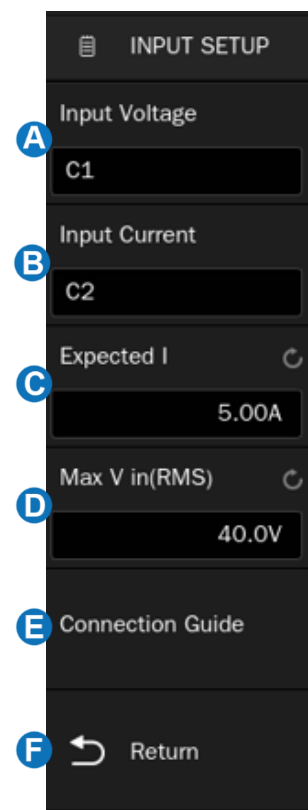 INPUT SETUP
Input Voltage
A
C1
Input Current
B
C2
Expected I
C
5.00A
Max V in(RMS)
D
40.0V
E Connection Guide
F Return